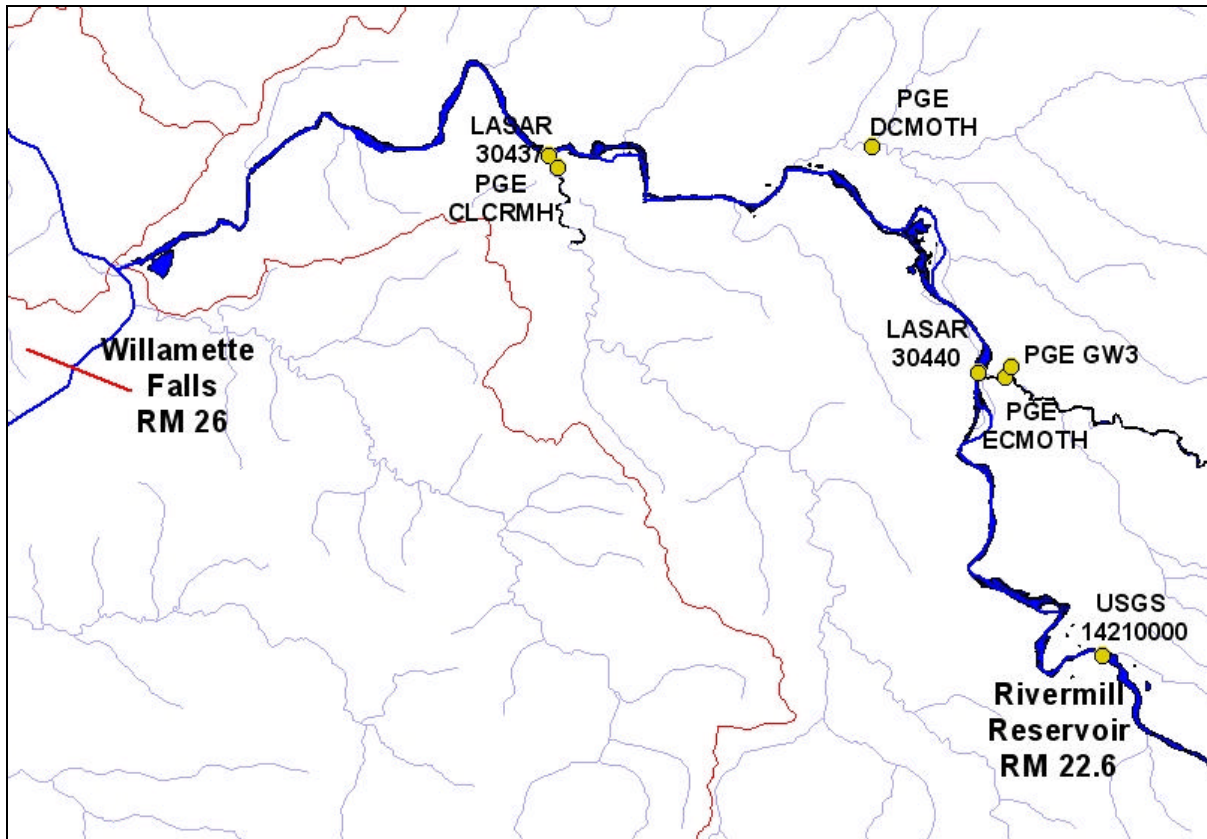 PGE
DCMOTH
LASAR
30437
PGE
CLCRMH
LASAR
30440
PGE GW3
PGE
ECMOTH
Willamette
Falls
RM 26
USGS
14210000
Rivermill
Reservoir
RM 22.6